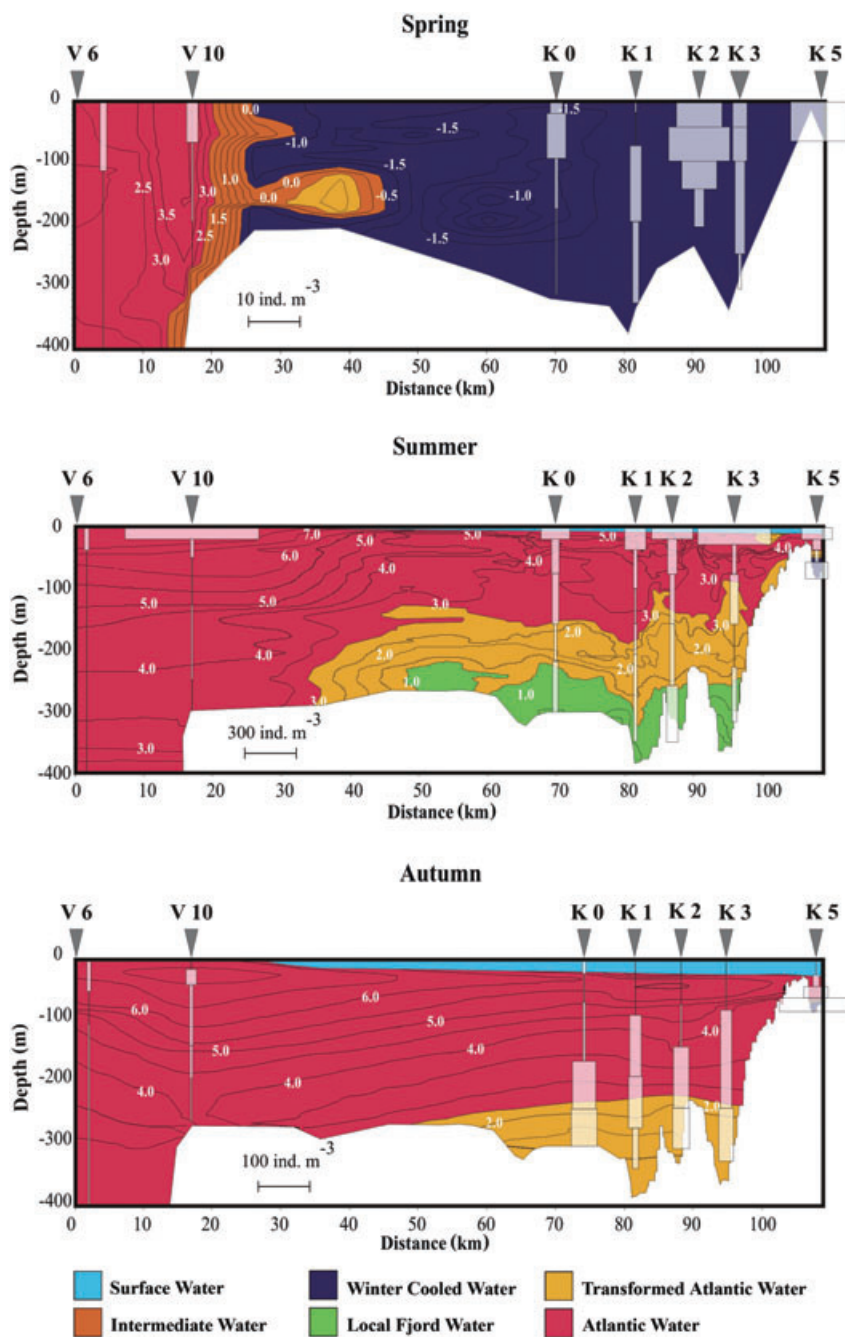 Spring
V 6 V 10 K 0 K 1 K 2 K 3 K 5
0
-100
-200
-300
-400
Depth (m)
0.0 -1.5 -1.5
-1.0
-1.5
2.5 1.0 0.0 -0.5 -1.0
3.0 0.0
3.5 1.5
2.5 -1.5 -1.5
3.0
10 ind. m-3
0 10 20 30 40 50 60 70 80 90 100
Distance (km)
Summer
V 6 V 10 K 0 K 1 K 2 K 3 K 5
0
-100
-200
-300
-400
Depth (m)
7.0 5.0 5.0 5.0
6.0 4.0 4.0 4.0
5.0 5.0 4.0 3.0
3.0 3.0 3.0
4.0 4.0 2.0 2.0 2.0 2.0
3.0 1.0 1.0
3.0
300 ind. m-3
0 10 20 30 40 50 60 70 80 90 100
Distance (km)
Autumn
V 6 V 10 K 0 K 1 K 2 K 3 K 5
0
-100
-200
-300
-400
Depth (m)
6.0 6.0
5.0 5.0 4.0
4.0 4.0 4.0
2.0 2.0
100 ind. m-3
0 10 20 30 40 50 60 70 80 90 100
Distance (km)
Surface Water Winter Cooled Water Transformed Atlantic Water
Intermediate Water Local Fjord Water Atlantic Water